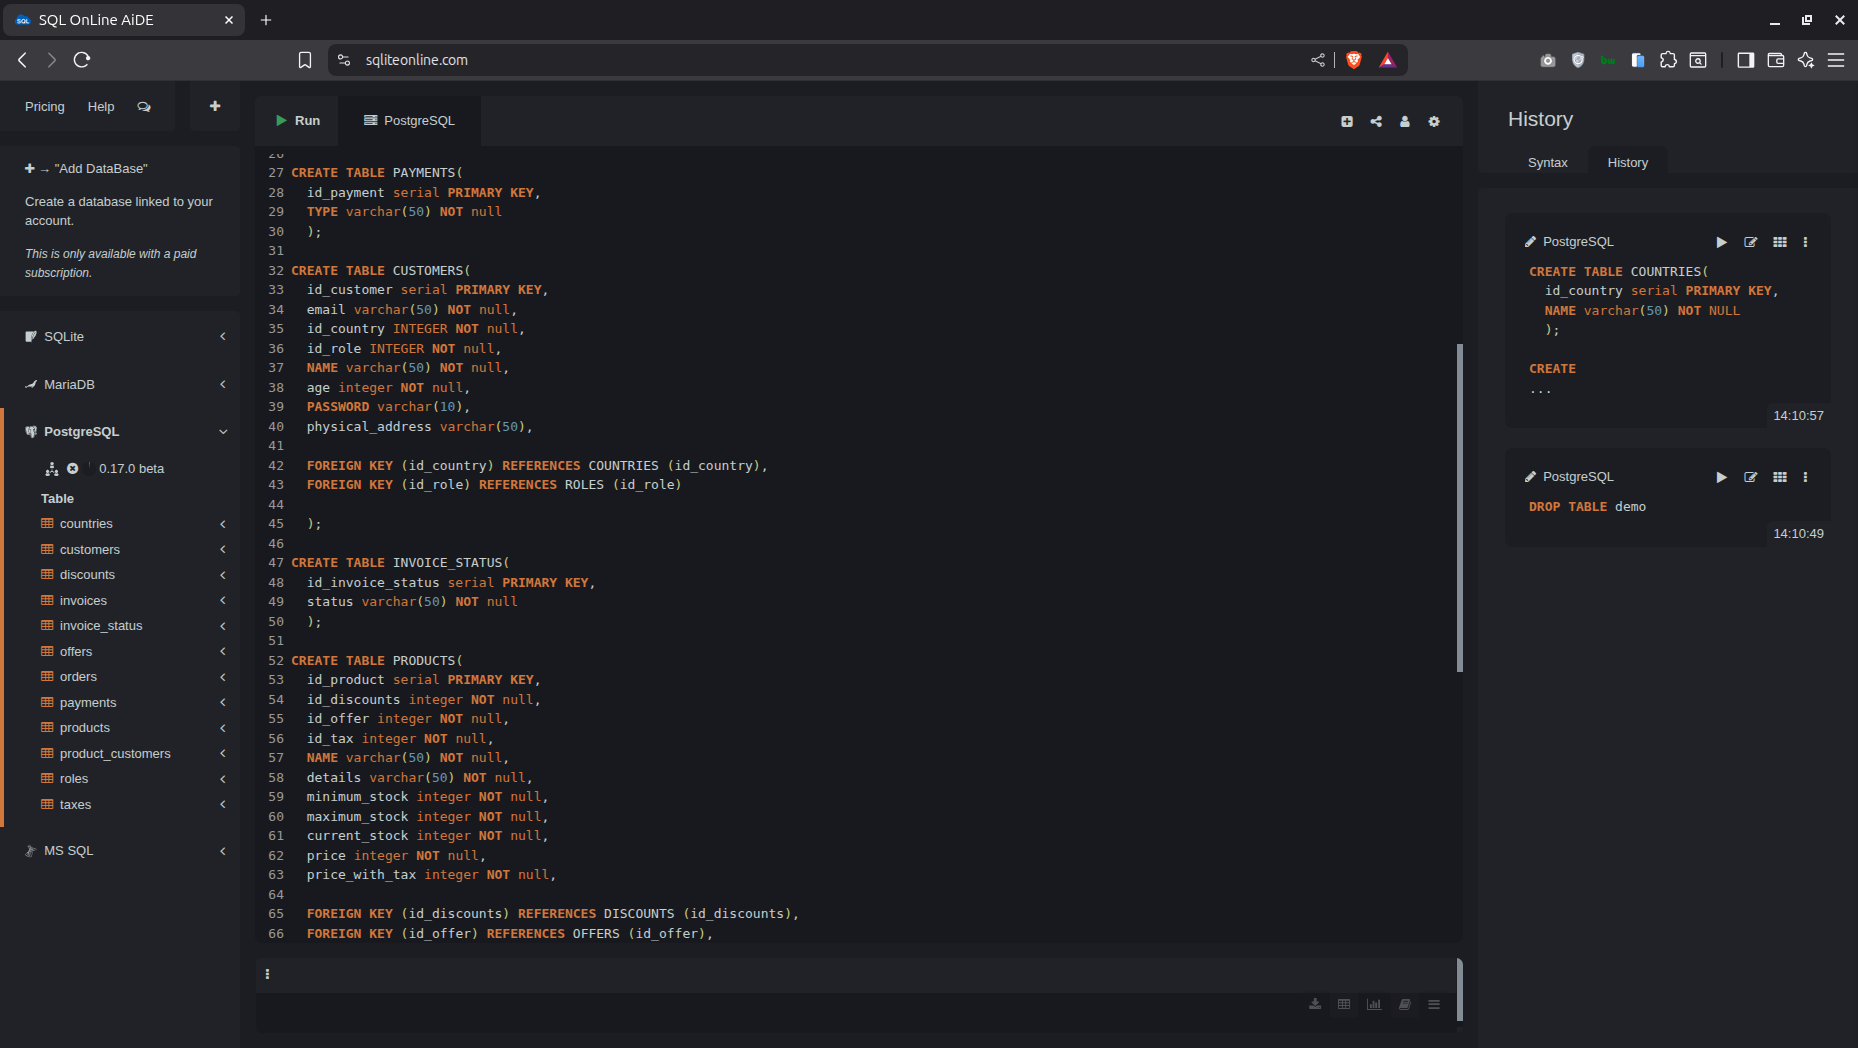 SQL OnLine AiDE
sqliteonline.com
Pricing Help
→ "Add DataBase"
Create a database linked to your
account.
This is only available with a paid
subscription.
SQLite
MariaDB
PostgreSQL
0.17.0 beta
Table
countries
customers
discounts
invoices
invoice_status
offers
orders
payments
products
product_customers
roles
taxes
MS SQL
Run PostgreSQL
26
27 CREATE TABLE PAYMENTS(
28 id_payment serial PRIMARY KEY,
29 TYPE varchar(50) NOT null
30 );
31
32 CREATE TABLE CUSTOMERS(
33 id_customer serial PRIMARY KEY,
34 email varchar(50) NOT null,
35 id_country INTEGER NOT null,
36 id_role INTEGER NOT null,
37 NAME varchar(50) NOT null,
38 age integer NOT null,
39 PASSWORD varchar(10),
40 physical_address varchar(50),
41
42 FOREIGN KEY (id_country) REFERENCES COUNTRIES (id_country),
43 FOREIGN KEY (id_role) REFERENCES ROLES (id_role)
44
45 );
46
47 CREATE TABLE INVOICE_STATUS(
48 id_invoice_status serial PRIMARY KEY,
49 status varchar(50) NOT null
50 );
51
52 CREATE TABLE PRODUCTS(
53 id_product serial PRIMARY KEY,
54 id_discounts integer NOT null,
55 id_offer integer NOT null,
56 id_tax integer NOT null,
57 NAME varchar(50) NOT null,
58 details varchar(50) NOT null,
59 minimum_stock integer NOT null,
60 maximum_stock integer NOT null,
61 current_stock integer NOT null,
62 price integer NOT null,
63 price_with_tax integer NOT null,
64
65 FOREIGN KEY (id_discounts) REFERENCES DISCOUNTS (id_discounts),
66 FOREIGN KEY (id_offer) REFERENCES OFFERS (id_offer),
History
Syntax History
PostgreSQL
CREATE TABLE COUNTRIES(
id_country serial PRIMARY KEY,
NAME varchar(50) NOT NULL
);
CREATE
...
14:10:57
PostgreSQL
DROP TABLE demo
14:10:49